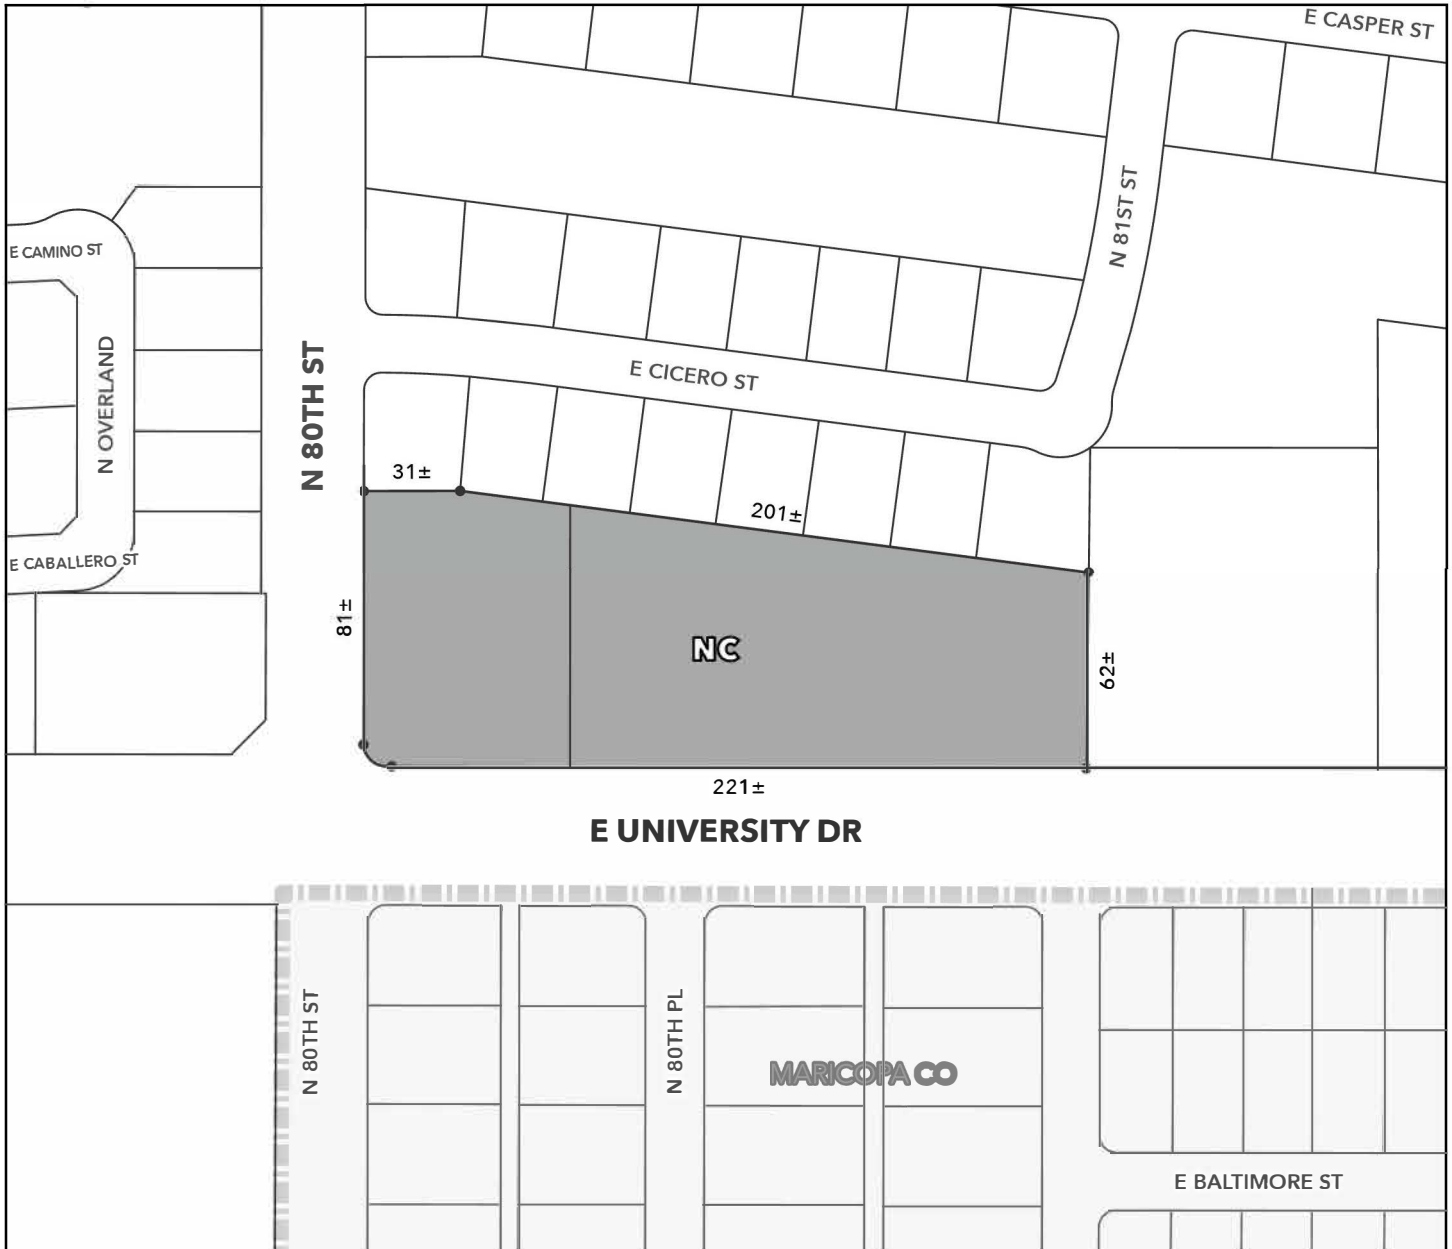 E CASPER ST
N 81ST ST
E CAMINO ST
N OVERLAND
N 80TH ST
E CICERO ST
31±
201±
E CABALLERO ST
81±
NC
62±
221±
E UNIVERSITY DR
N 80TH ST
N 80TH PL
MARICOPA CO
E BALTIMORE ST